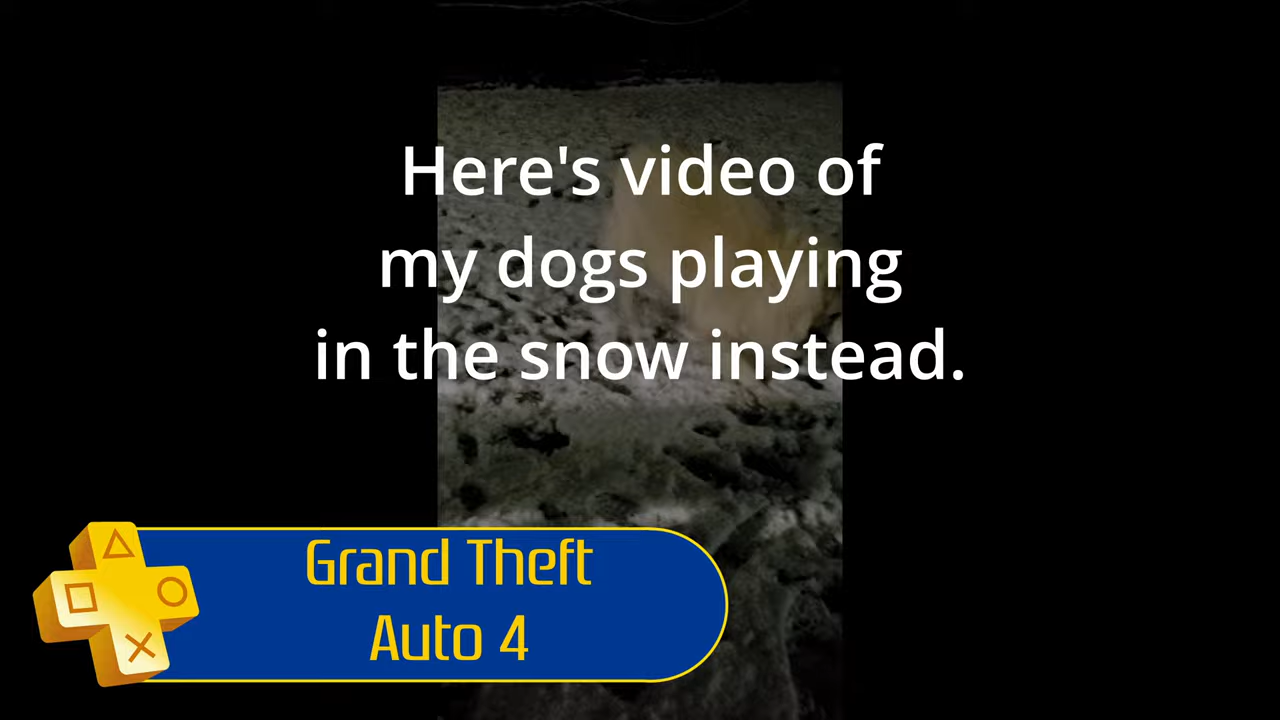 Here's video of
my dogs playing
in the snow instead.
Grand Theft
Auto 4